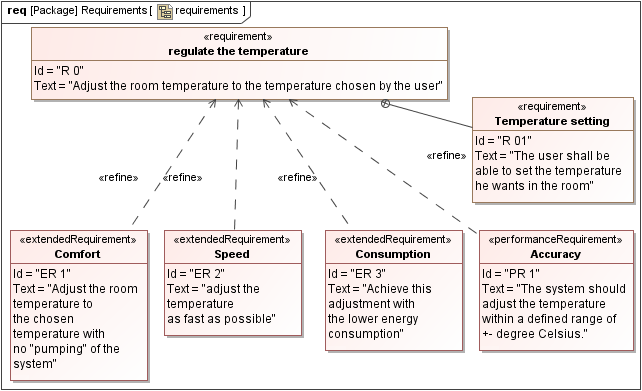 req [Package] Requirements [ requirements ]
«requirement»
regulate the temperature
Id = "R 0"
Text = "Adjust the room temperature to the temperature chosen by the user"
«requirement»
Temperature setting
Id = "R 01"
Text = "The user shall be
able to set the temperature
he wants in the room"
«refine»
«refine»
«refine»
«refine»
«extendedRequirement»
Comfort
Id = "ER 1"
Text = "Adjust the room
temperature to
the chosen
temperature with
no "pumping" of the
system"
«extendedRequirement»
Speed
Id = "ER 2"
Text = "adjust the
temperature
as fast as possible"
«extendedRequirement»
Consumption
Id = "ER 3"
Text = "Achieve this
adjustment with
the lower energy
consumption"
«performanceRequirement»
Accuracy
Id = "PR 1"
Text = "The system should
adjust the temperature
within a defined range of
+- degree Celsius."